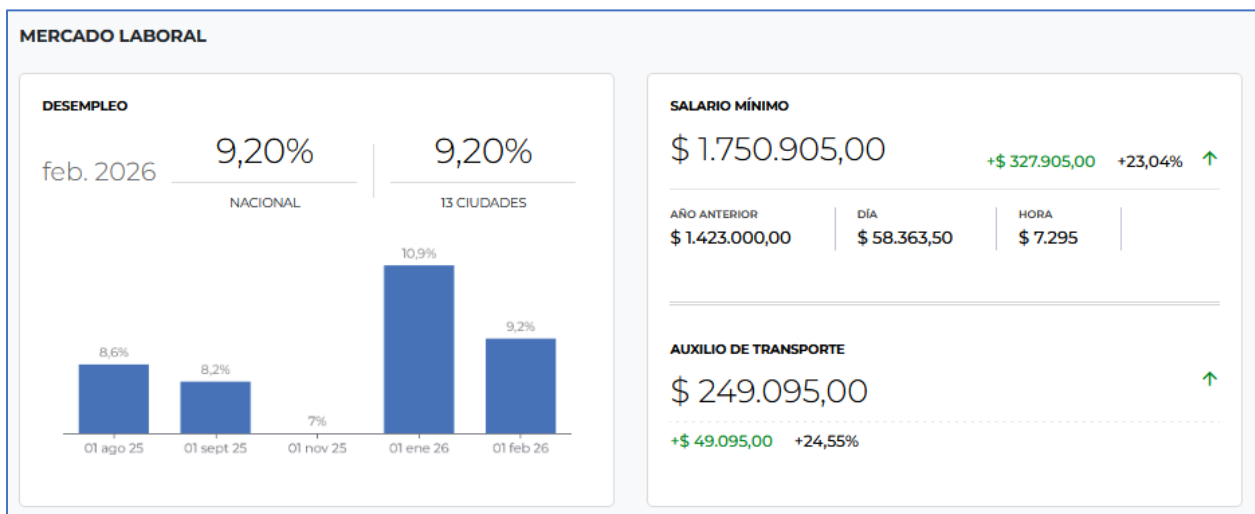 MERCADO LABORAL
DESEMPLEO
feb. 2026
9,20%
NACIONAL
9,20%
13 CIUDADES
8,6%
8,2%
7%
10,9%
9,2%
01 ago 25
01 sept 25
01 nov 25
01 ene 26
01 feb 26
SALARIO MÍNIMO
$ 1.750.905,00
+$ 327.905,00 +23,04%
AÑO ANTERIOR
$ 1.423.000,00
DÍA
$ 58.363,50
HORA
$ 7.295
AUXILIO DE TRANSPORTE
$ 249.095,00
+$ 49.095,00 +24,55%